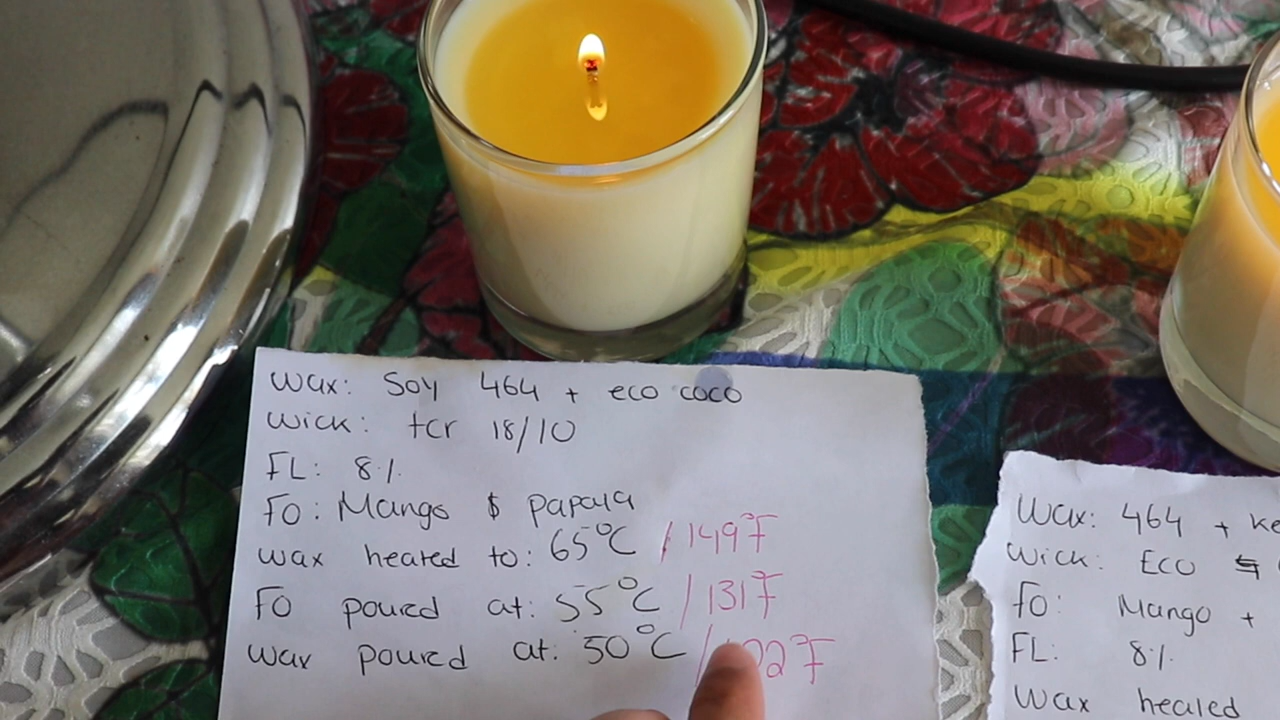 Wax: Soy 464 + eco coco
Wick: tcr 18/10
FL: 8%
FO: Mango & papaya
wax heated to: 65°C / 149°F
FO poured at: 55°C / 131°F
wax poured at: 50°C /
Wax: 464 +
Wick: Eco
fo: Mango +
FL: 8%
Wax heated